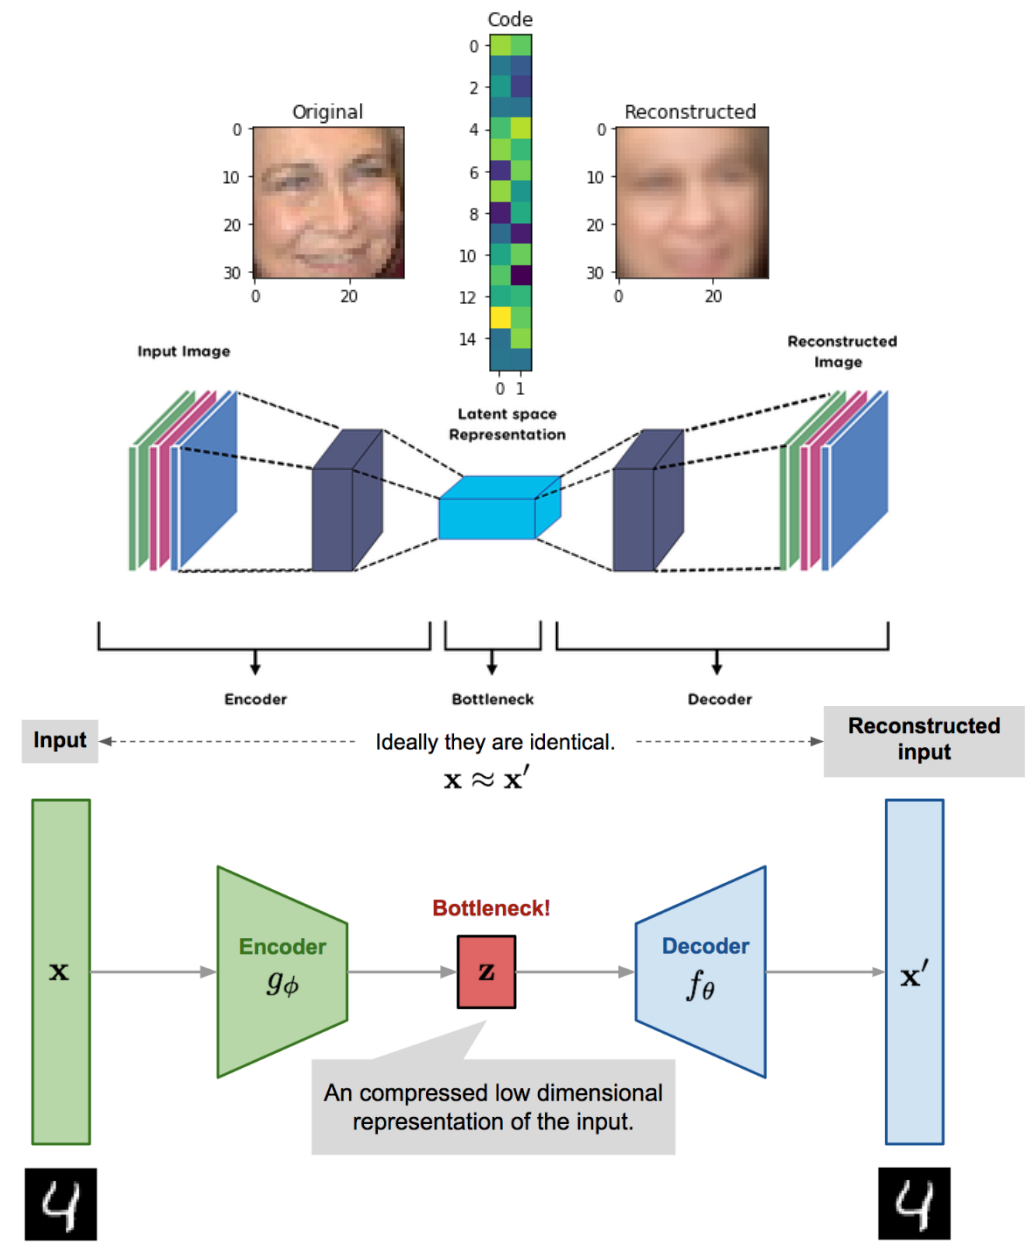 Code
0
2
4
6
8
10
12
14
0 1
Original
0
10
20
30
0 20
Reconstructed
0
10
20
30
0 20
Input Image
Latent space
Representation
Reconstructed
Image
Encoder
Bottleneck
Decoder
Input
Ideally they are identical.
x ≈ x′
Reconstructed
input
x
Encoder
gϕ
Bottleneck!
z
Decoder
fθ
x′
An compressed low dimensional
representation of the input.
4
4